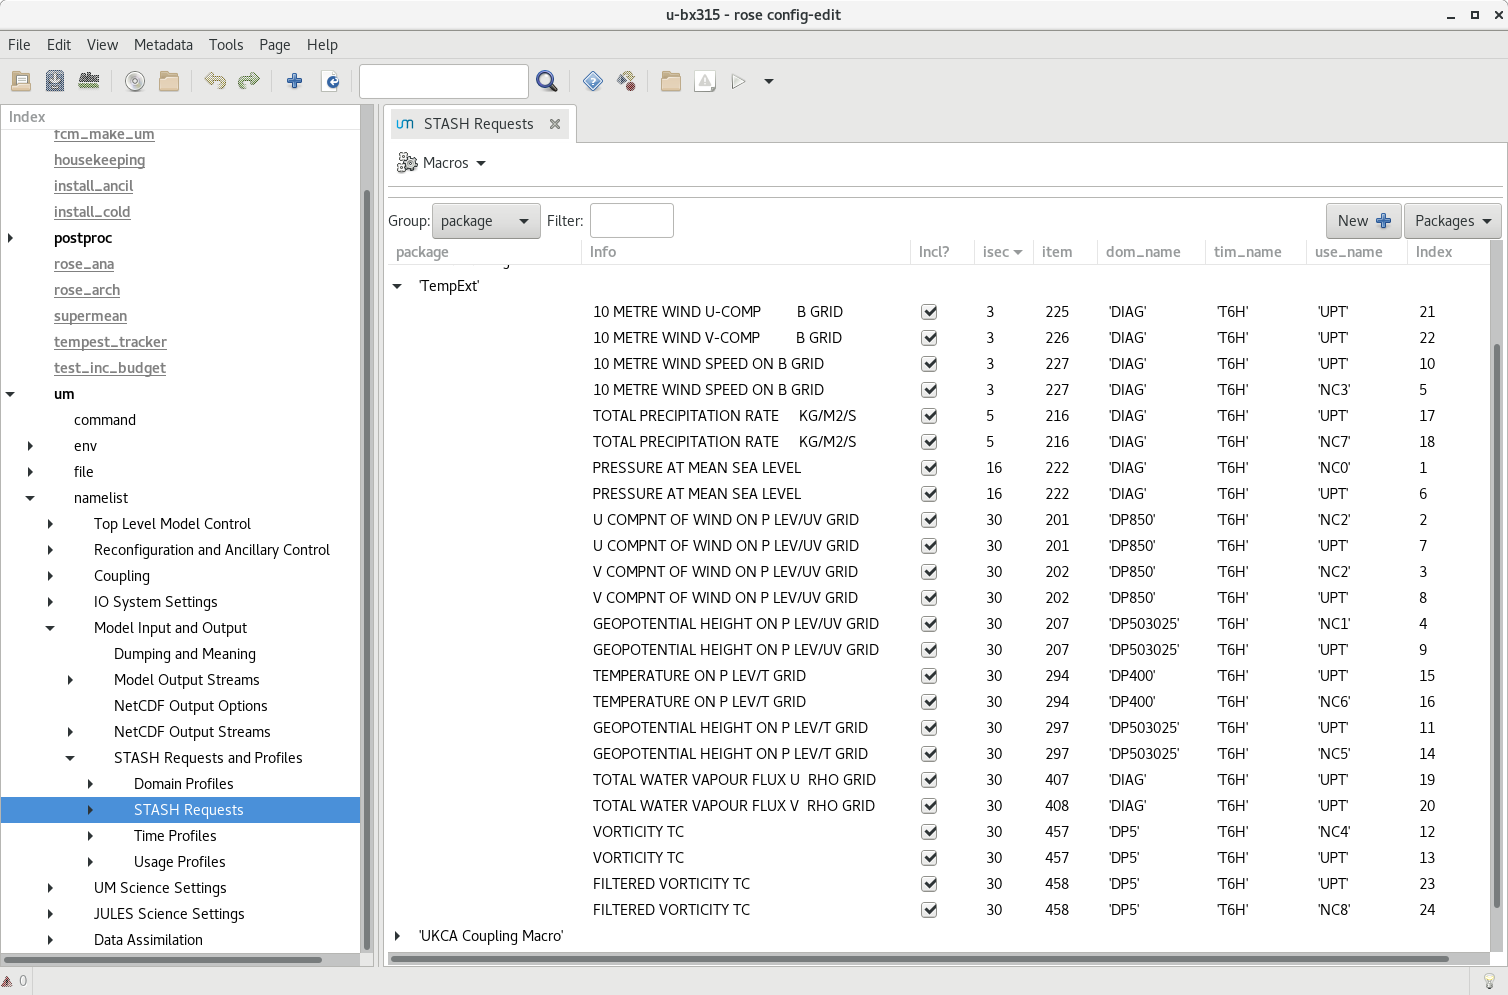 u-bx315 - rose config-edit
File Edit View Metadata Tools Page Help
Index
fcm_make_um
housekeeping
install_ancil
install_cold
postproc
rose_ana
rose_arch
supermean
tempest_tracker
test_inc_budget
um
command
env
file
namelist
Top Level Model Control
Reconfiguration and Ancillary Control
Coupling
IO System Settings
Model Input and Output
Dumping and Meaning
Model Output Streams
NetCDF Output Options
NetCDF Output Streams
STASH Requests and Profiles
Domain Profiles
STASH Requests
Time Profiles
Usage Profiles
UM Science Settings
JULES Science Settings
Data Assimilation
um STASH Requests
Macros
Group: package Filter: New Packages
package Info Incl? isec item dom_name tim_name use_name Index
'TempExt'
10 METRE WIND U-COMP B GRID 3 225 'DIAG' 'T6H' 'UPT' 21
10 METRE WIND V-COMP B GRID 3 226 'DIAG' 'T6H' 'UPT' 22
10 METRE WIND SPEED ON B GRID 3 227 'DIAG' 'T6H' 'UPT' 10
10 METRE WIND SPEED ON B GRID 3 227 'DIAG' 'T6H' 'NC3' 5
TOTAL PRECIPITATION RATE KG/M2/S 5 216 'DIAG' 'T6H' 'UPT' 17
TOTAL PRECIPITATION RATE KG/M2/S 5 216 'DIAG' 'T6H' 'NC7' 18
PRESSURE AT MEAN SEA LEVEL 16 222 'DIAG' 'T6H' 'NC0' 1
PRESSURE AT MEAN SEA LEVEL 16 222 'DIAG' 'T6H' 'UPT' 6
U COMPNT OF WIND ON P LEV/UV GRID 30 201 'DP850' 'T6H' 'NC2' 2
U COMPNT OF WIND ON P LEV/UV GRID 30 201 'DP850' 'T6H' 'UPT' 7
V COMPNT OF WIND ON P LEV/UV GRID 30 202 'DP850' 'T6H' 'NC2' 3
V COMPNT OF WIND ON P LEV/UV GRID 30 202 'DP850' 'T6H' 'UPT' 8
GEOPOTENTIAL HEIGHT ON P LEV/UV GRID 30 207 'DP503025' 'T6H' 'NC1' 4
GEOPOTENTIAL HEIGHT ON P LEV/UV GRID 30 207 'DP503025' 'T6H' 'UPT' 9
TEMPERATURE ON P LEV/T GRID 30 294 'DP400' 'T6H' 'UPT' 15
TEMPERATURE ON P LEV/T GRID 30 294 'DP400' 'T6H' 'NC6' 16
GEOPOTENTIAL HEIGHT ON P LEV/T GRID 30 297 'DP503025' 'T6H' 'UPT' 11
GEOPOTENTIAL HEIGHT ON P LEV/T GRID 30 297 'DP503025' 'T6H' 'NC5' 14
TOTAL WATER VAPOUR FLUX U RHO GRID 30 407 'DIAG' 'T6H' 'UPT' 19
TOTAL WATER VAPOUR FLUX V RHO GRID 30 408 'DIAG' 'T6H' 'UPT' 20
VORTICITY TC 30 457 'DP5' 'T6H' 'NC4' 12
VORTICITY TC 30 457 'DP5' 'T6H' 'UPT' 13
FILTERED VORTICITY TC 30 458 'DP5' 'T6H' 'UPT' 23
FILTERED VORTICITY TC 30 458 'DP5' 'T6H' 'NC8' 24
'UKCA Coupling Macro'
0